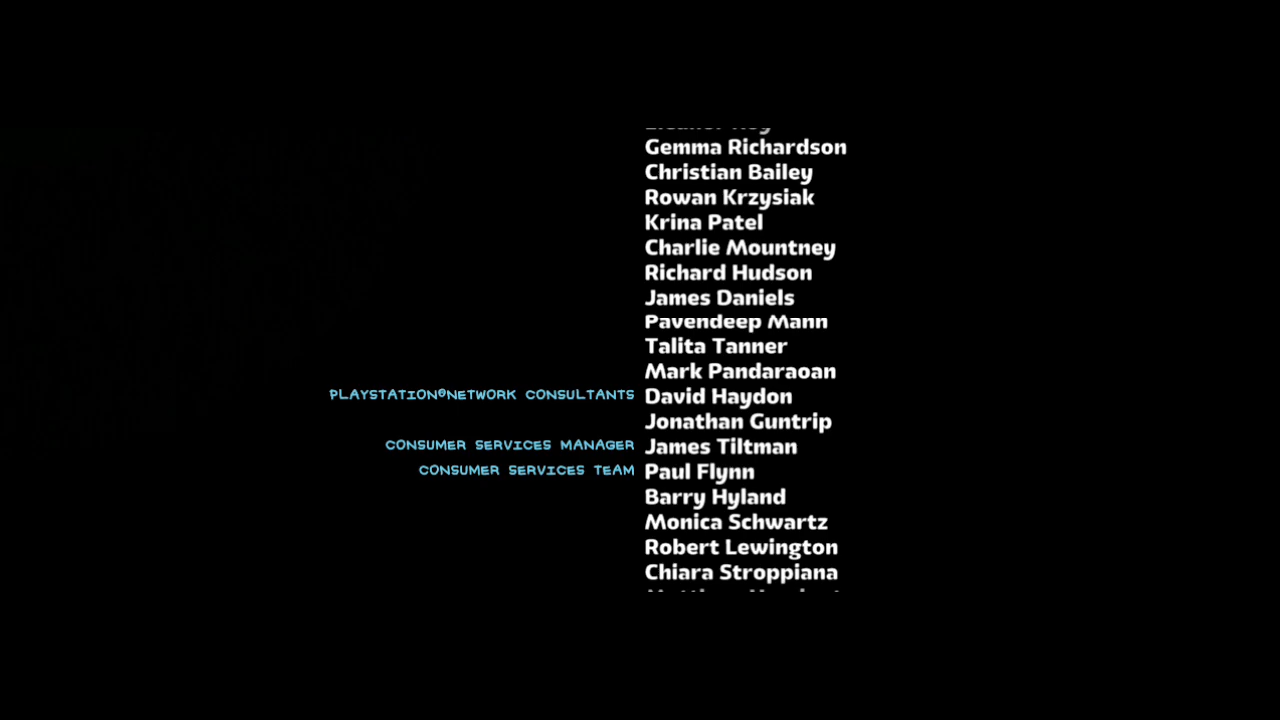 Gemma Richardson
Christian Bailey
Rowan Krzysiak
Krina Patel
Charlie Mountney
Richard Hudson
James Daniels
Pavendeep Mann
Talita Tanner
Mark Pandaraoan
PLAYSTATION®NETWORK CONSULTANTS David Haydon
Jonathan Guntrip
CONSUMER SERVICES MANAGER James Tiltman
CONSUMER SERVICES TEAM Paul Flynn
Barry Hyland
Monica Schwartz
Robert Lewington
Chiara Stroppiana